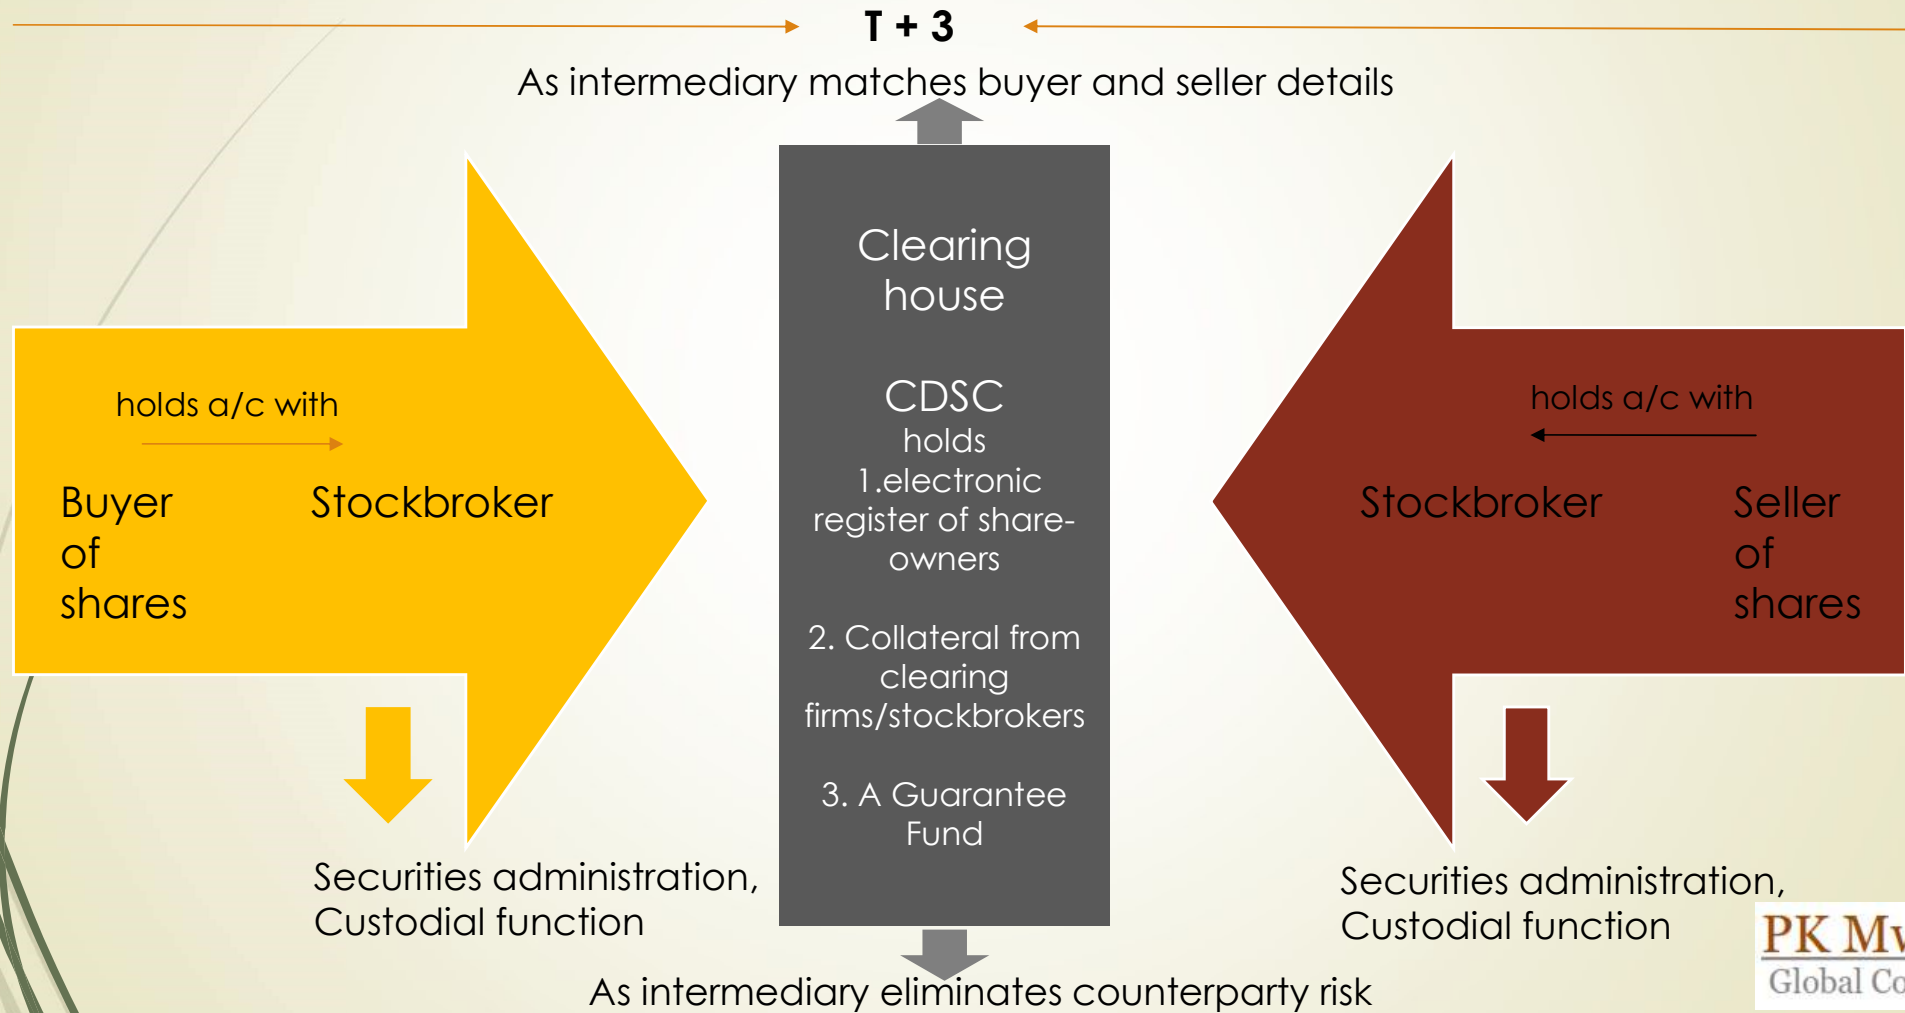 T + 3
As intermediary matches buyer and seller details
holds a/c with
Buyer
of
shares
Stockbroker
Securities administration,
Custodial function
Clearing
house
CDSC
holds
1.electronic
register of share-
owners
2. Collateral from
clearing
firms/stockbrokers
3. A Guarantee
Fund
holds a/c with
Stockbroker
Seller
of
shares
Securities administration,
Custodial function
As intermediary eliminates counterparty risk
PK
Global